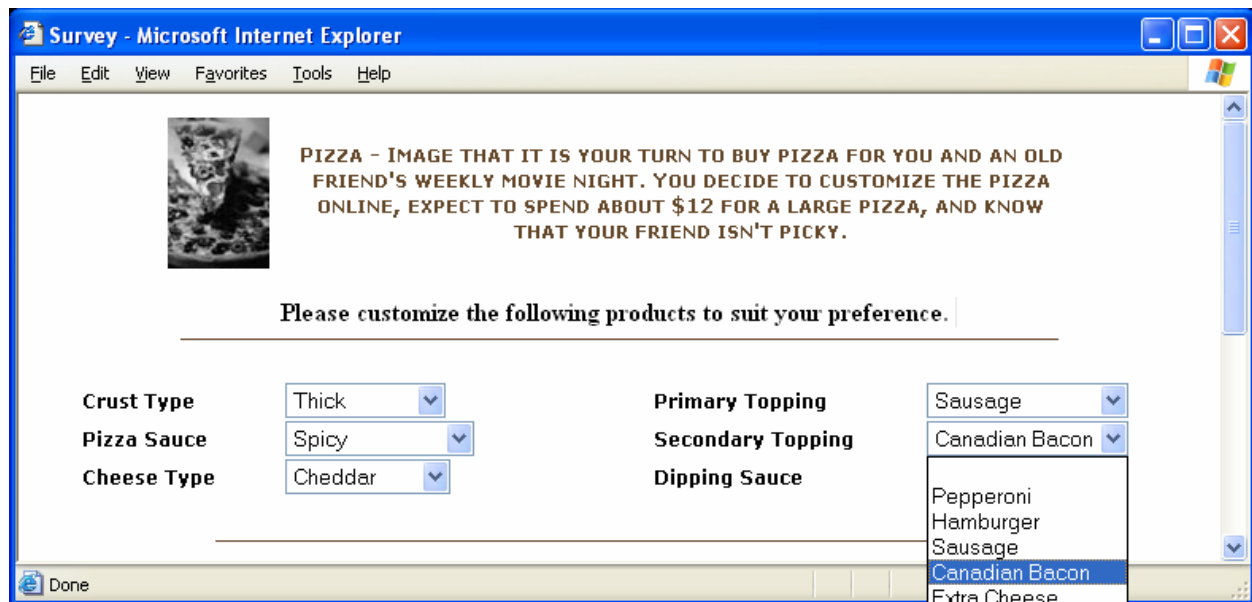 Survey - Microsoft Internet Explorer
File Edit View Favorites Tools Help
PIZZA - IMAGE THAT IT IS YOUR TURN TO BUY PIZZA FOR YOU AND AN OLD
FRIEND'S WEEKLY MOVIE NIGHT. YOU DECIDE TO CUSTOMIZE THE PIZZA
ONLINE, EXPECT TO SPEND ABOUT $12 FOR A LARGE PIZZA, AND KNOW
THAT YOUR FRIEND ISN'T PICKY.
Please customize the following products to suit your preference.
Crust Type Thick Primary Topping Sausage
Pizza Sauce Spicy Secondary Topping Canadian Bacon
Cheese Type Cheddar Dipping Sauce
Pepperoni
Hamburger
Sausage
Canadian Bacon
Extra Cheese
Done